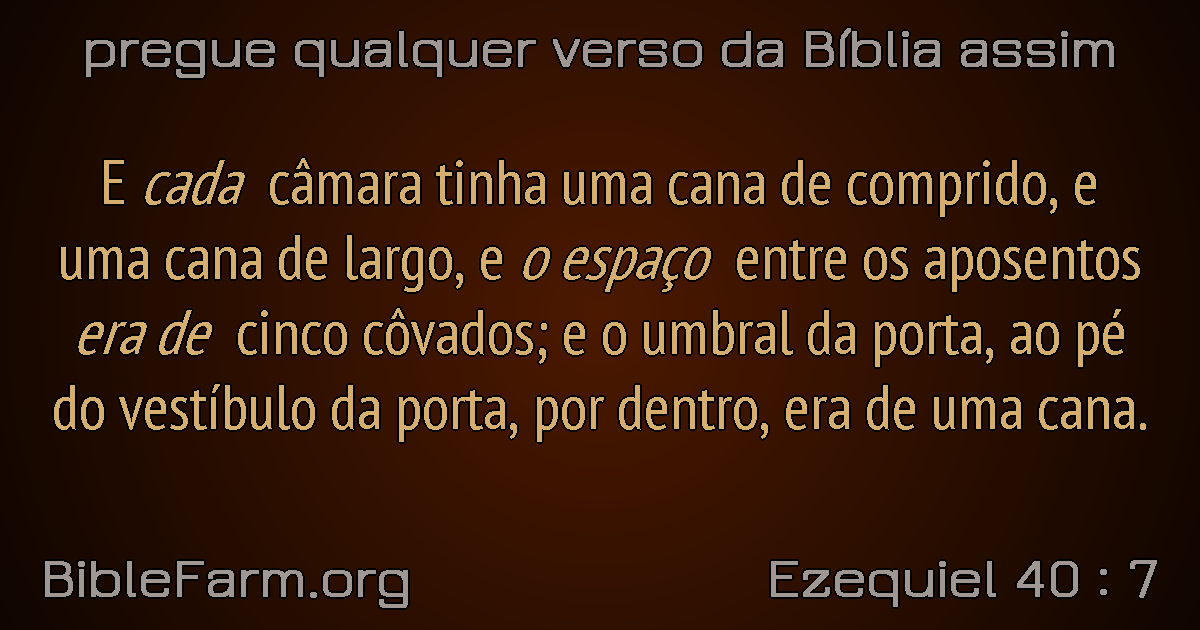 pregue qualquer verso da Bíblia assim
E cada câmara tinha uma cana de comprido, e
uma cana de largo, e o espaço entre os aposentos
era de cinco côvados; e o umbral da porta, ao pé
do vestíbulo da porta, por dentro, era de uma cana.
BibleFarm.org
Ezequiel 40 : 7